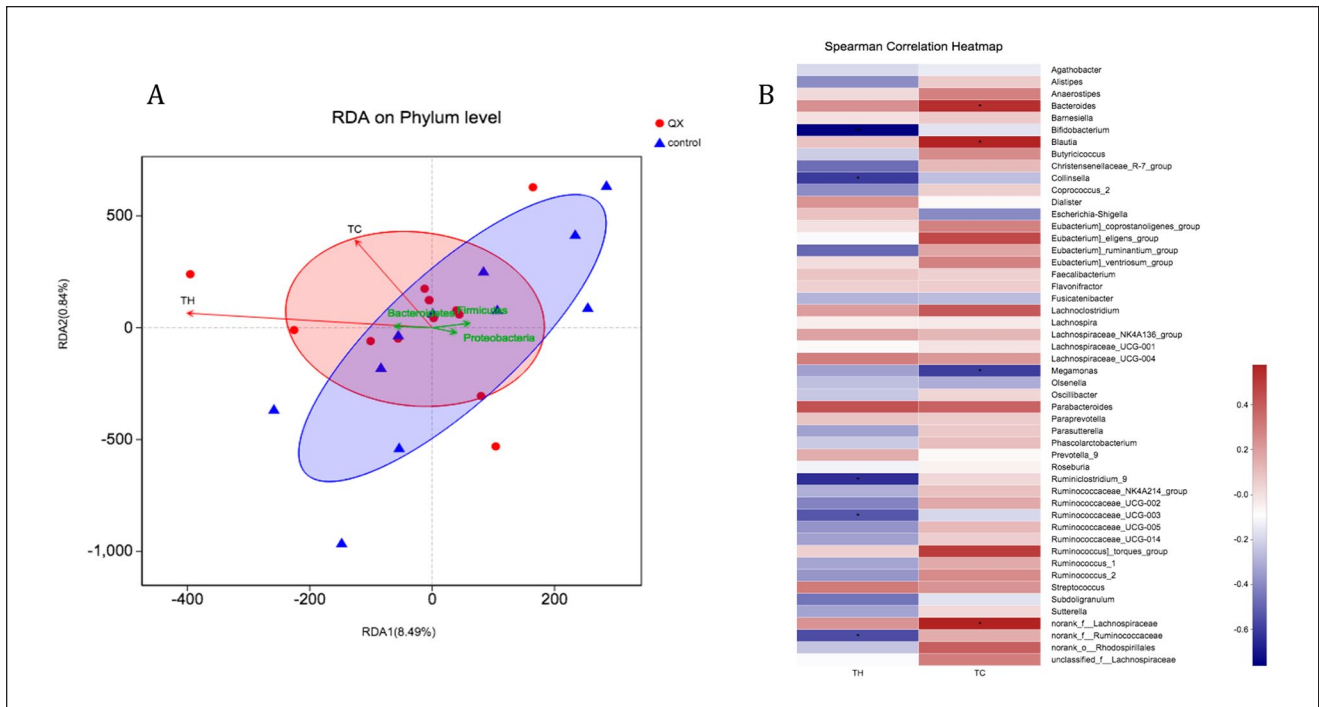 A
RDA on Phylum level
QX
control
500
0
-500
-1,000
RDA2(0.84%)
TC
TH
Bacteroidetes
Firmicutes
Proteobacteria
-400
-200
0
200
RDA1(8.49%)
B
Spearman Correlation Heatmap
Agathobacter
Alistipes
Anaerostipes
Bacteroides
Barnesiella
Bifidobacterium
Blautia
Butyricicoccus
Christensenellaceae_R-7_group
Collinsella
Coprococcus_2
Dialister
Escherichia-Shigella
Eubacterium]_coprostanoligenes_group
Eubacterium]_eligens_group
Eubacterium]_ruminantium_group
Eubacterium]_ventriosum_group
Faecalibacterium
Flavonifractor
Fusicatenibacter
Lachnoclostridium
Lachnospira
Lachnospiraceae_NK4A136_group
Lachnospiraceae_UCG-001
Lachnospiraceae_UCG-004
Megamonas
Olsenella
Oscillibacter
Parabacteroides
Paraprevotella
Parasutterella
Phascolarctobacterium
Prevotella_9
Roseburia
Ruminiclostridium_9
Ruminococcaceae_NK4A214_group
Ruminococcaceae_UCG-002
Ruminococcaceae_UCG-003
Ruminococcaceae_UCG-005
Ruminococcaceae_UCG-014
Ruminococcus]_torques_group
Ruminococcus_1
Ruminococcus_2
Streptococcus
Subdoligranulum
Sutterella
norank_f__Lachnospiraceae
norank_f__Ruminococcaceae
norank_o__Rhodospirillales
unclassified_f__Lachnospiraceae
TH
TC
0.4
0.2
-0.0
-0.2
-0.4
-0.6